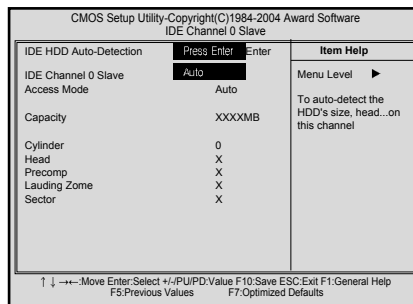 CMOS Setup Utility-Copyright(C)1984-2004 Award Software
IDE Channel 0 Slave
IDE HDD Auto-Detection Press Enter Enter
IDE Channel 0 Slave Auto
Access Mode Auto
Capacity XXXXMB
Cylinder 0
Head X
Precomp X
Lauding Zome X
Sector X
Item Help
Menu Level ▶
To auto-detect the
HDD's size, head...on
this channel
↑↓→←:Move Enter:Select +/-/PU/PD:Value F10:Save ESC:Exit F1:General Help
F5:Previous Values F7:Optimized Defaults